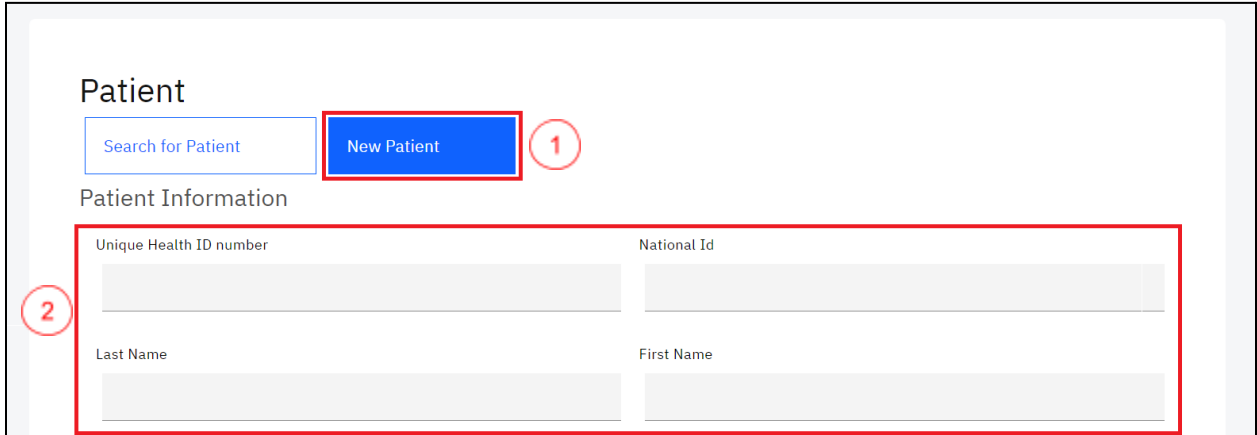 Patient
Search for Patient New Patient 1
Patient Information
Unique Health ID number National Id
2
Last Name First Name